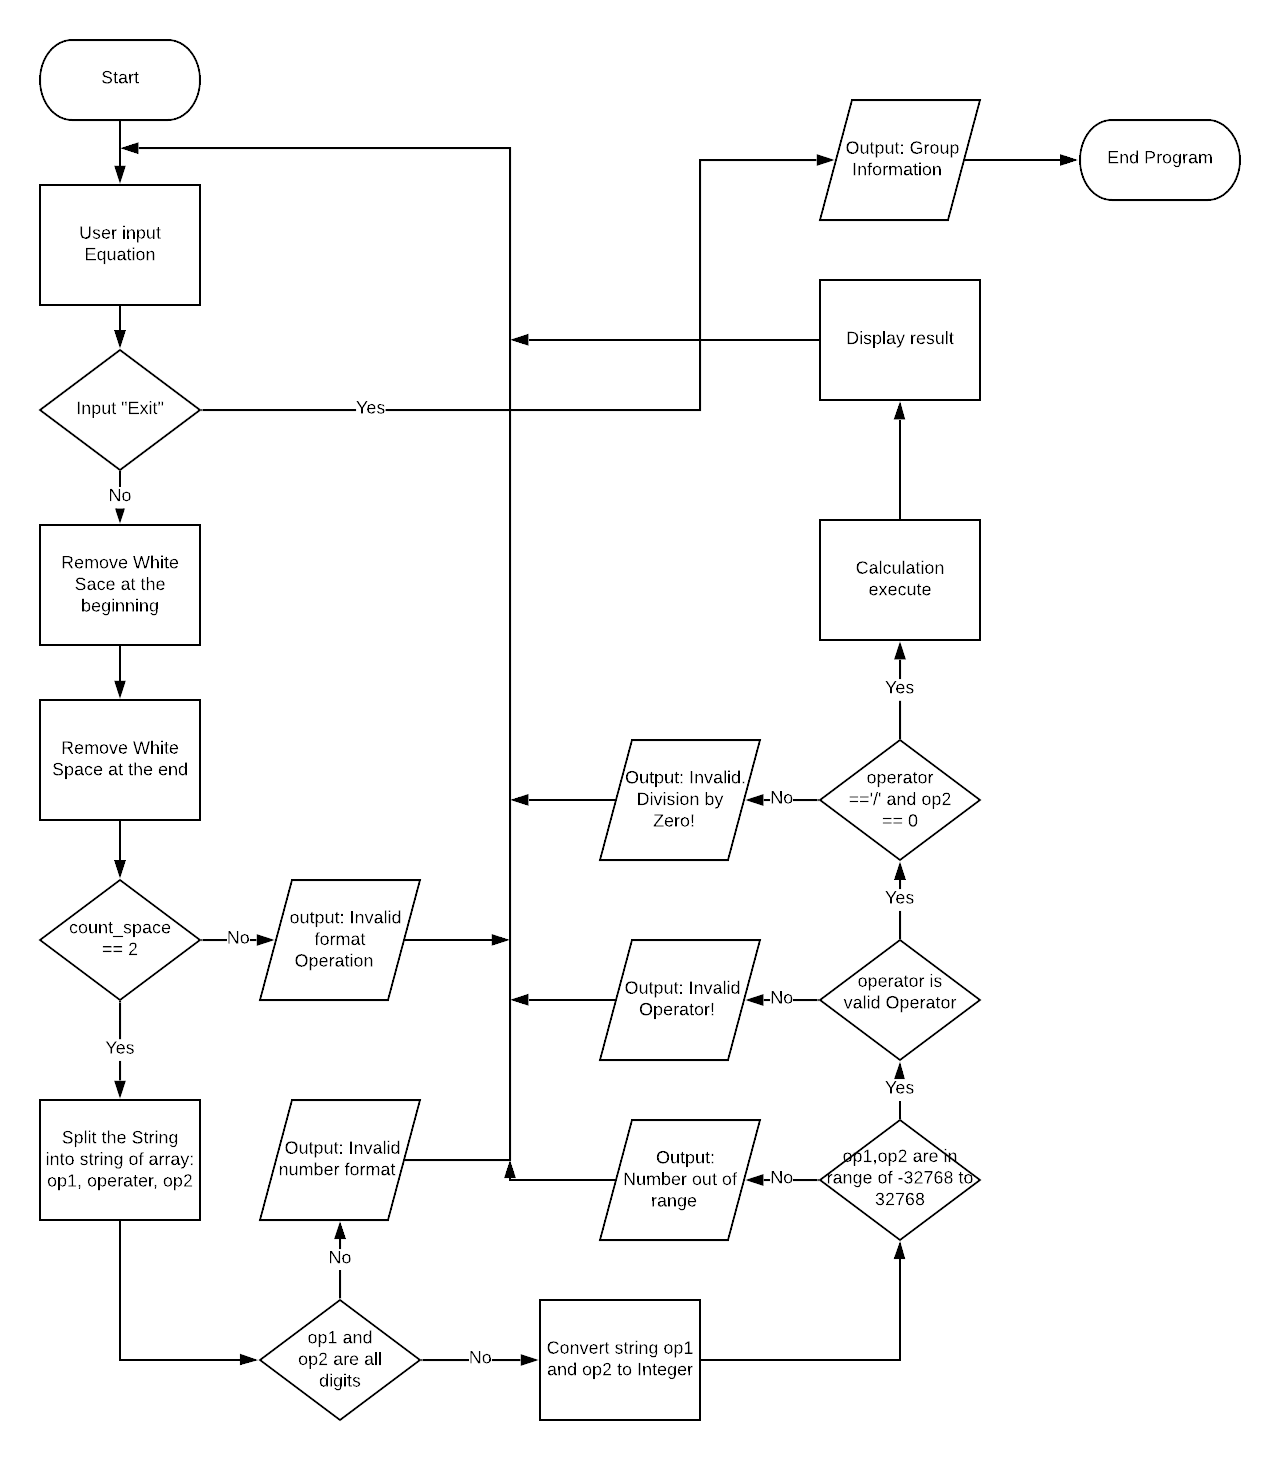 Start
User input
Equation
Input "Exit"
Yes
No
Remove White
Sace at the
beginning
Remove White
Space at the end
count_space
== 2
No
output: Invalid
format
Operation
Yes
Split the String
into string of array:
op1, operater, op2
Output: Invalid
number format
No
op1 and
op2 are all
digits
No
Convert string op1
and op2 to Integer
op1,op2 are in
range of -32768 to
32768
No
Output:
Number out of
range
Yes
operator is
valid Operator
No
Output: Invalid
Operator!
Yes
operator
=='/' and op2
== 0
No
Output: Invalid.
Division by
Zero!
Yes
Calculation
execute
Display result
Output: Group
Information
End Program